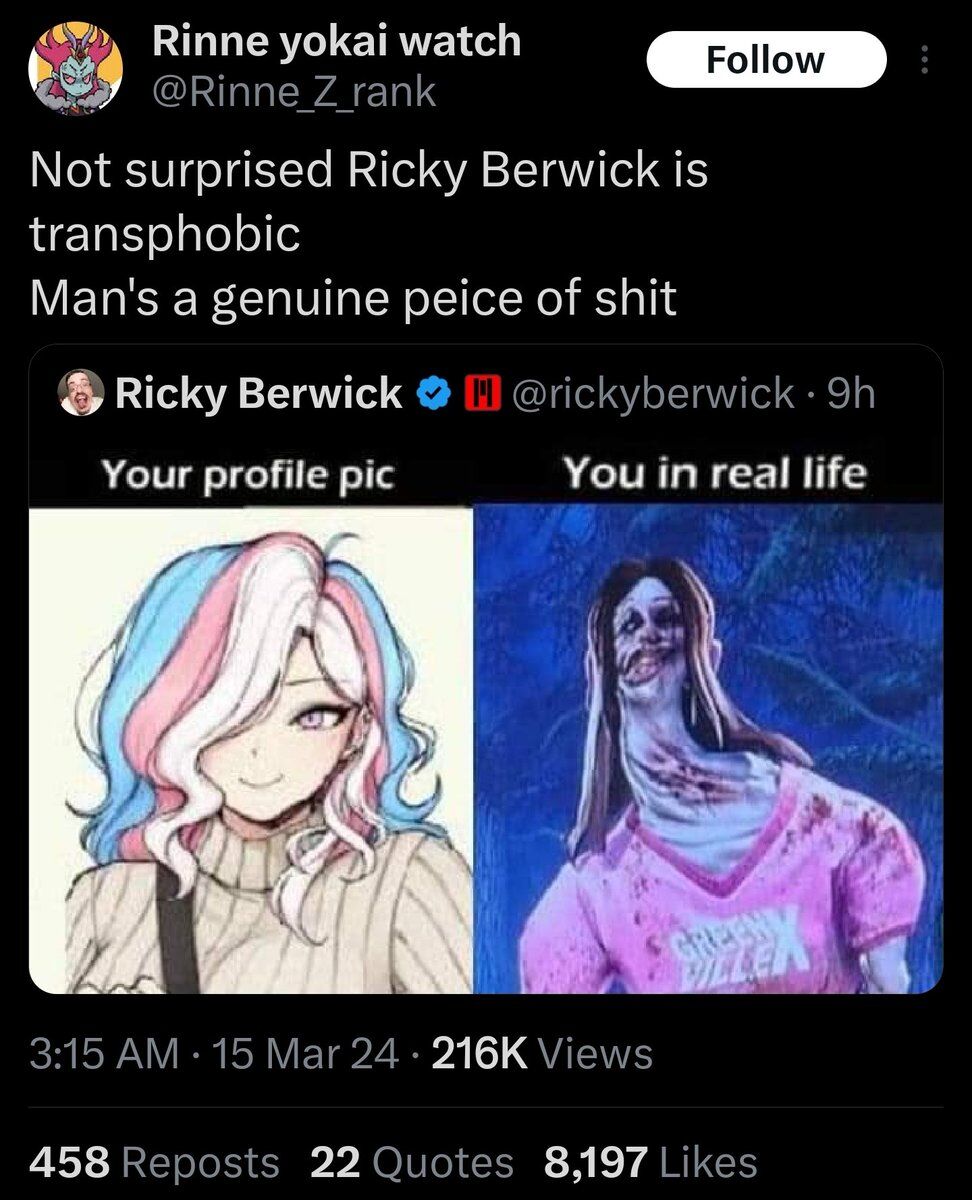 Rinne yokai watch
@Rinne_Z_rank
Follow
Not surprised Ricky Berwick is
transphobic
Man's a genuine peice of shit
Ricky Berwick @rickyberwick · 9h
Your profile pic
You in real life
3:15 AM · 15 Mar 24 · 216K Views
458 Reposts 22 Quotes 8,197 Likes